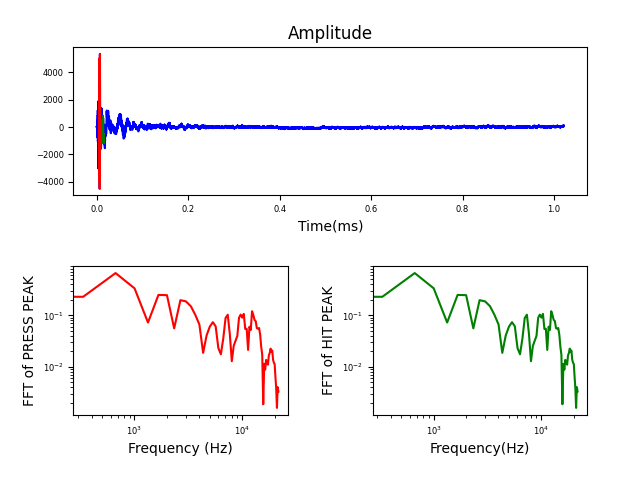 Amplitude
4000
2000
0
−2000
−4000
0.0 0.2 0.4 0.6 0.8 1.0
Time(ms)
FFT of PRESS PEAK
10⁻¹
10⁻²
10³ 10⁴
Frequency (Hz)
FFT of HIT PEAK
10⁻¹
10⁻²
10³ 10⁴
Frequency(Hz)